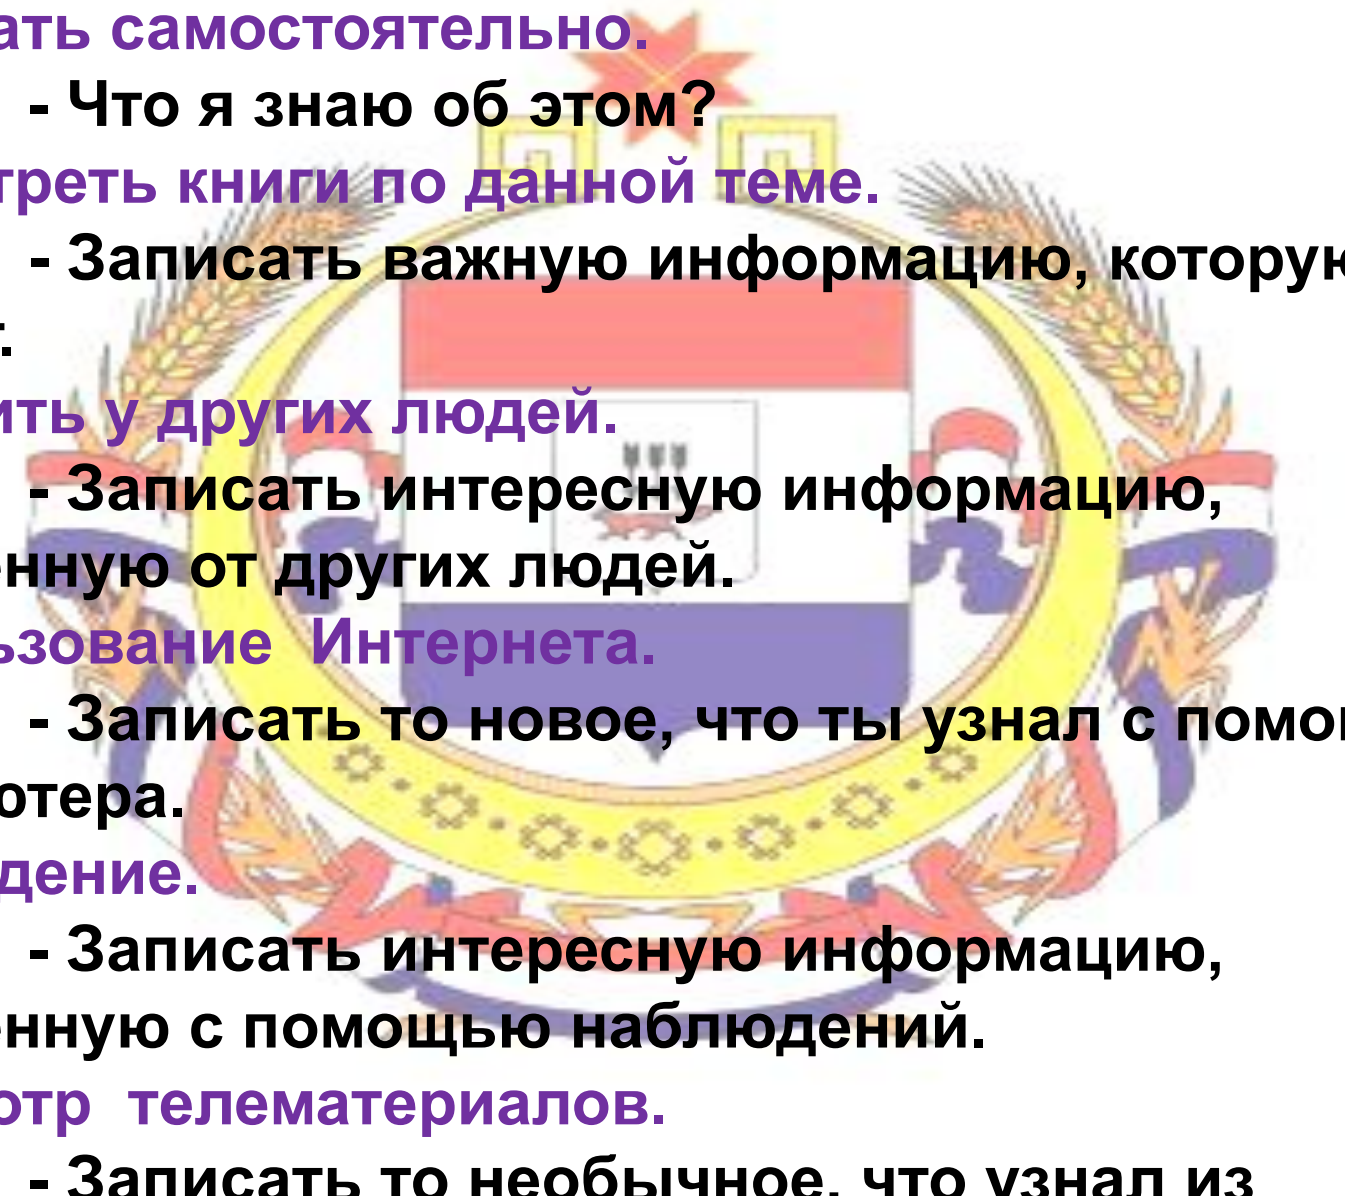 ать самостоятельно.
- Что я знаю об этом?
треть книги по данной теме.
- Записать важную информацию, которую
т.
ить у других людей.
- Записать интересную информацию,
енную от других людей.
ьзование Интернета.
- Записать то новое, что ты узнал с помо
ютера.
дение.
- Записать интересную информацию,
енную с помощью наблюдений.
отр телематериалов.
- Записать то необычное, что узнал из